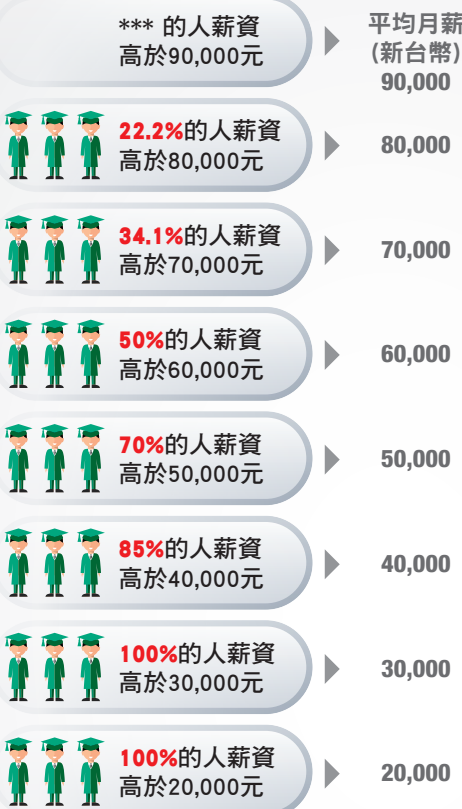 *** 的人薪資
高於90,000元
平均月薪
(新台幣)
90,000
22.2%的人薪資
高於80,000元
80,000
34.1%的人薪資
高於70,000元
70,000
50%的人薪資
高於60,000元
60,000
70%的人薪資
高於50,000元
50,000
85%的人薪資
高於40,000元
40,000
100%的人薪資
高於30,000元
30,000
100%的人薪資
高於20,000元
20,000